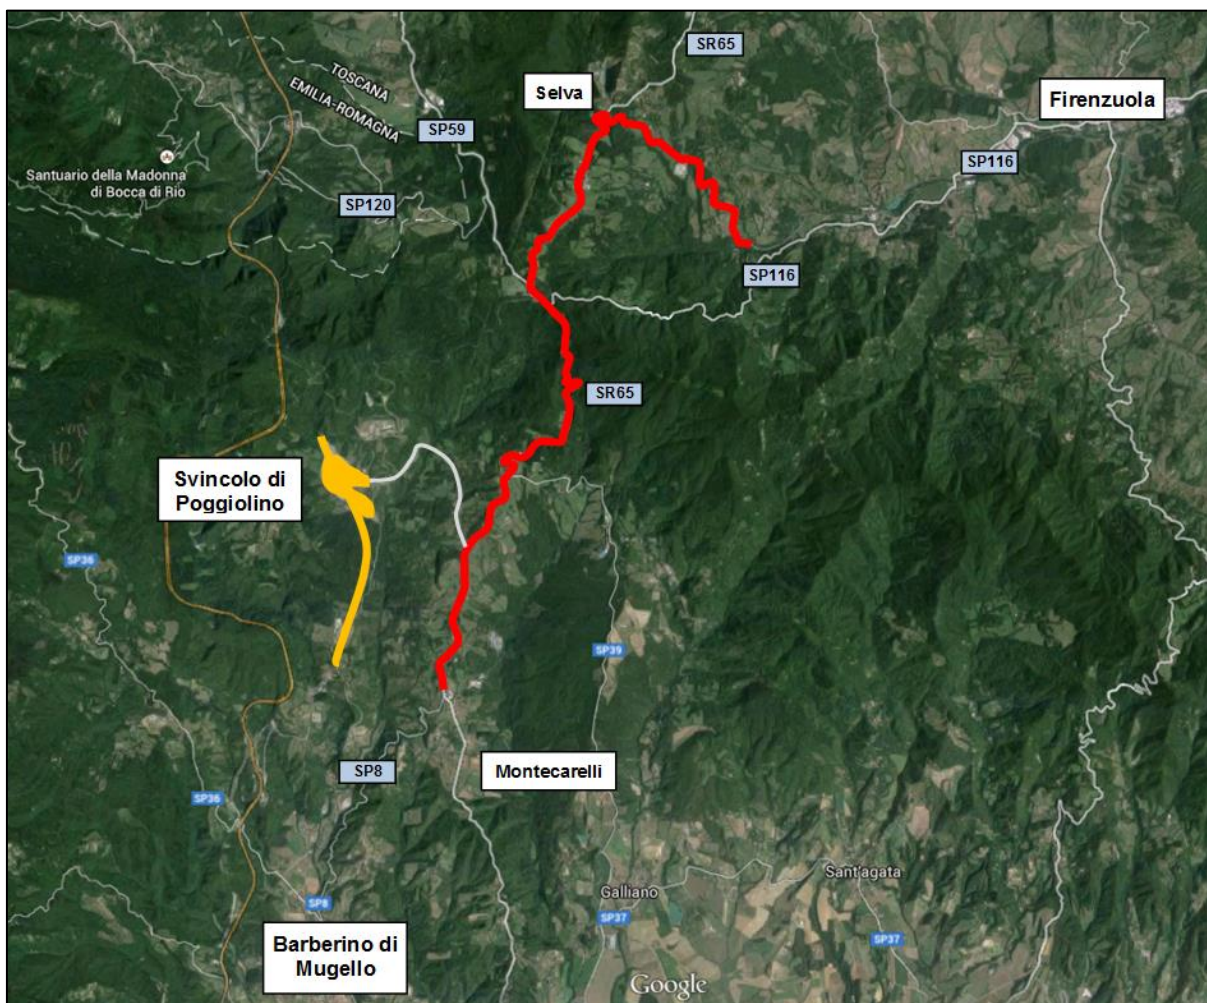 SR65
TOSCANA
EMILIA-ROMAGNA
Selva
Firenzuola
SP59
SP116
Santuario della Madonna
di Bocca di Rio
SP120
SP116
SR65
Svincolo di
Poggiolino
SP36
SP39
SP8
Montecarelli
SP36
Sant'agata
Galliano
SP8
SP37
SP37
Barberino di
Mugello
Google